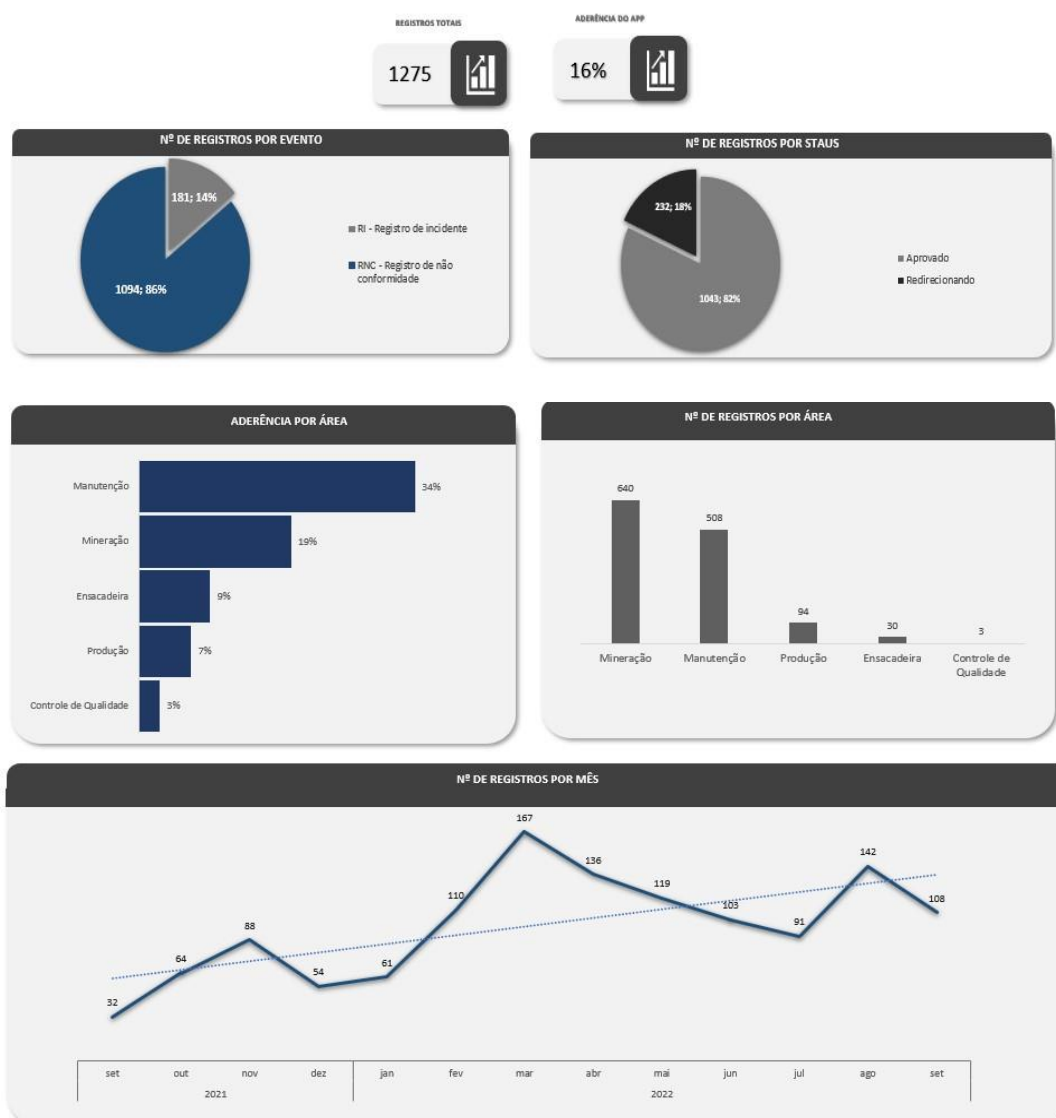 REGISTROS TOTAIS
1275
ADERÊNCIA DO APP
16%
Nº DE REGISTROS POR EVENTO
181; 14%
1094; 86%
RI - Registro de incidente
RNC - Registro de não
conformidade
Nº DE REGISTROS POR STAUS
232; 18%
1043; 82%
Aprovado
Redirecionando
ADERÊNCIA POR ÁREA
Manutenção
34%
Mineração
19%
Ensacadeira
9%
Produção
7%
Controle de Qualidade
3%
Nº DE REGISTROS POR ÁREA
640
508
94
30
3
Mineração
Manutenção
Produção
Ensacadeira
Controle de
Qualidade
Nº DE REGISTROS POR MÊS
32
64
88
54
61
110
167
136
119
103
91
142
108
set
out
nov
dez
jan
fev
mar
abr
mai
jun
jul
ago
set
2021
2022